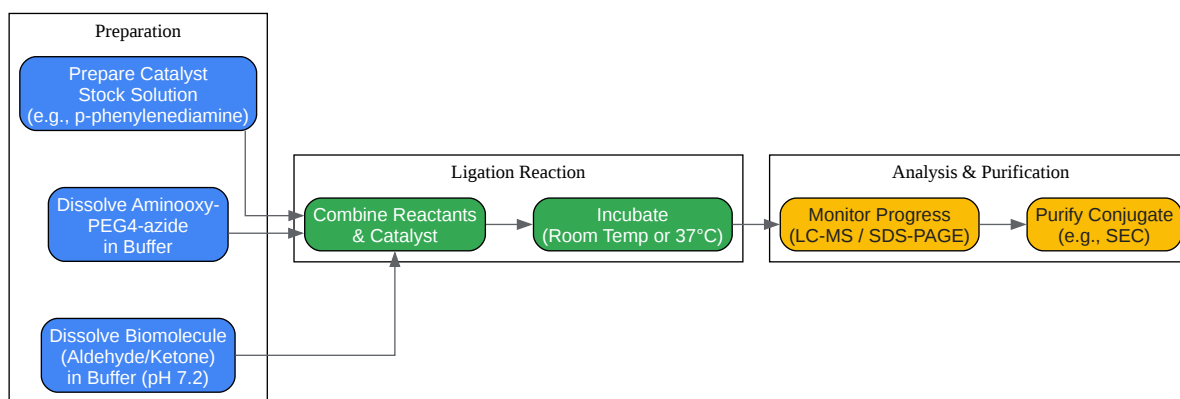 Preparation
Prepare Catalyst
Stock Solution
(e.g., p-phenylenediamine)
Dissolve Aminooxy-
PEG4-azide
in Buffer
Dissolve Biomolecule
(Aldehyde/Ketone)
in Buffer (pH 7.2)
Ligation Reaction
Combine Reactants
& Catalyst
Incubate
(Room Temp or 37°C)
Analysis & Purification
Monitor Progress
(LC-MS / SDS-PAGE)
Purify Conjugate
(e.g., SEC)